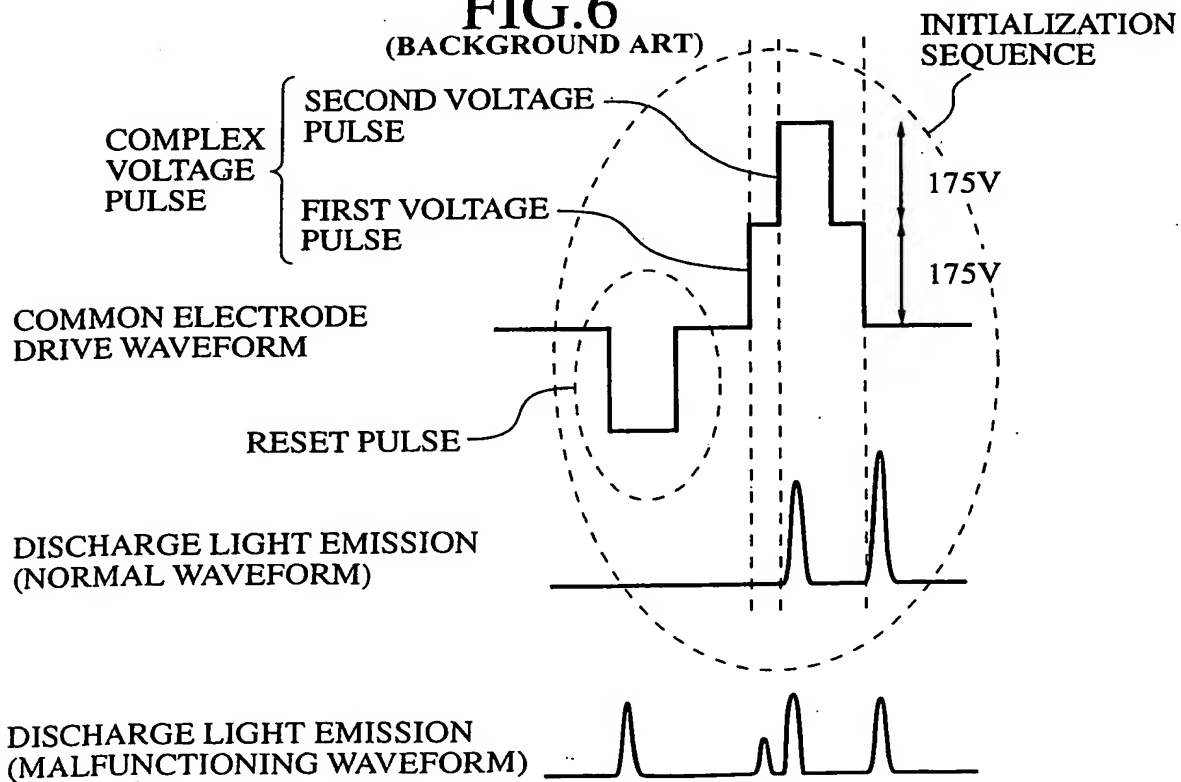 FIG.6
(BACKGROUND ART)
INITIALIZATION
SEQUENCE
COMPLEX
VOLTAGE
PULSE
SECOND VOLTAGE
PULSE
FIRST VOLTAGE
PULSE
175V
175V
COMMON ELECTRODE
DRIVE WAVEFORM
RESET PULSE
DISCHARGE LIGHT EMISSION
(NORMAL WAVEFORM)
DISCHARGE LIGHT EMISSION
(MALFUNCTIONING WAVEFORM)